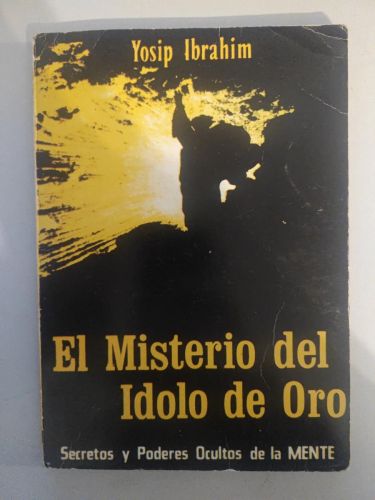 Yosip Ibrahim
El Misterio del
Idolo de Oro
Secretos y Poderes Ocultos de la MENTE